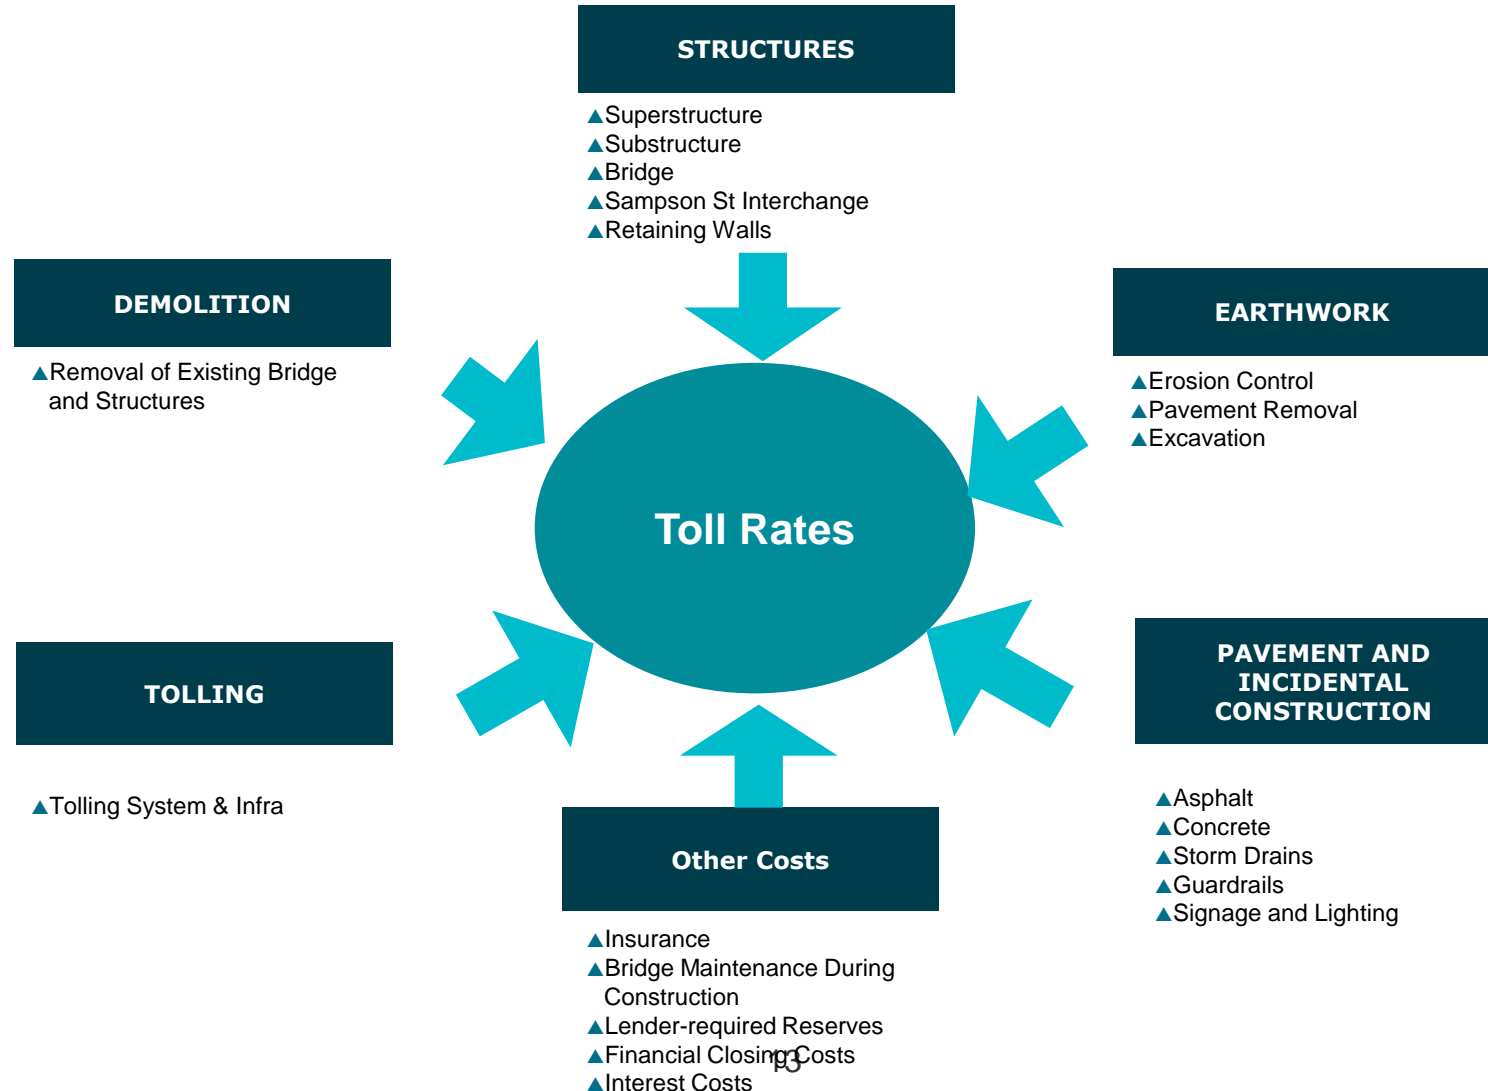 STRUCTURES
▲Superstructure
▲Substructure
▲Bridge
▲Sampson St Interchange
▲Retaining Walls
DEMOLITION
▲Removal of Existing Bridge
and Structures
EARTHWORK
▲Erosion Control
▲Pavement Removal
▲Excavation
Toll Rates
TOLLING
▲Tolling System & Infra
PAVEMENT AND
INCIDENTAL
CONSTRUCTION
▲Asphalt
▲Concrete
▲Storm Drains
▲Guardrails
▲Signage and Lighting
Other Costs
▲Insurance
▲Bridge Maintenance During
Construction
▲Lender-required Reserves
▲Financial Closing Costs
▲Interest Costs
13